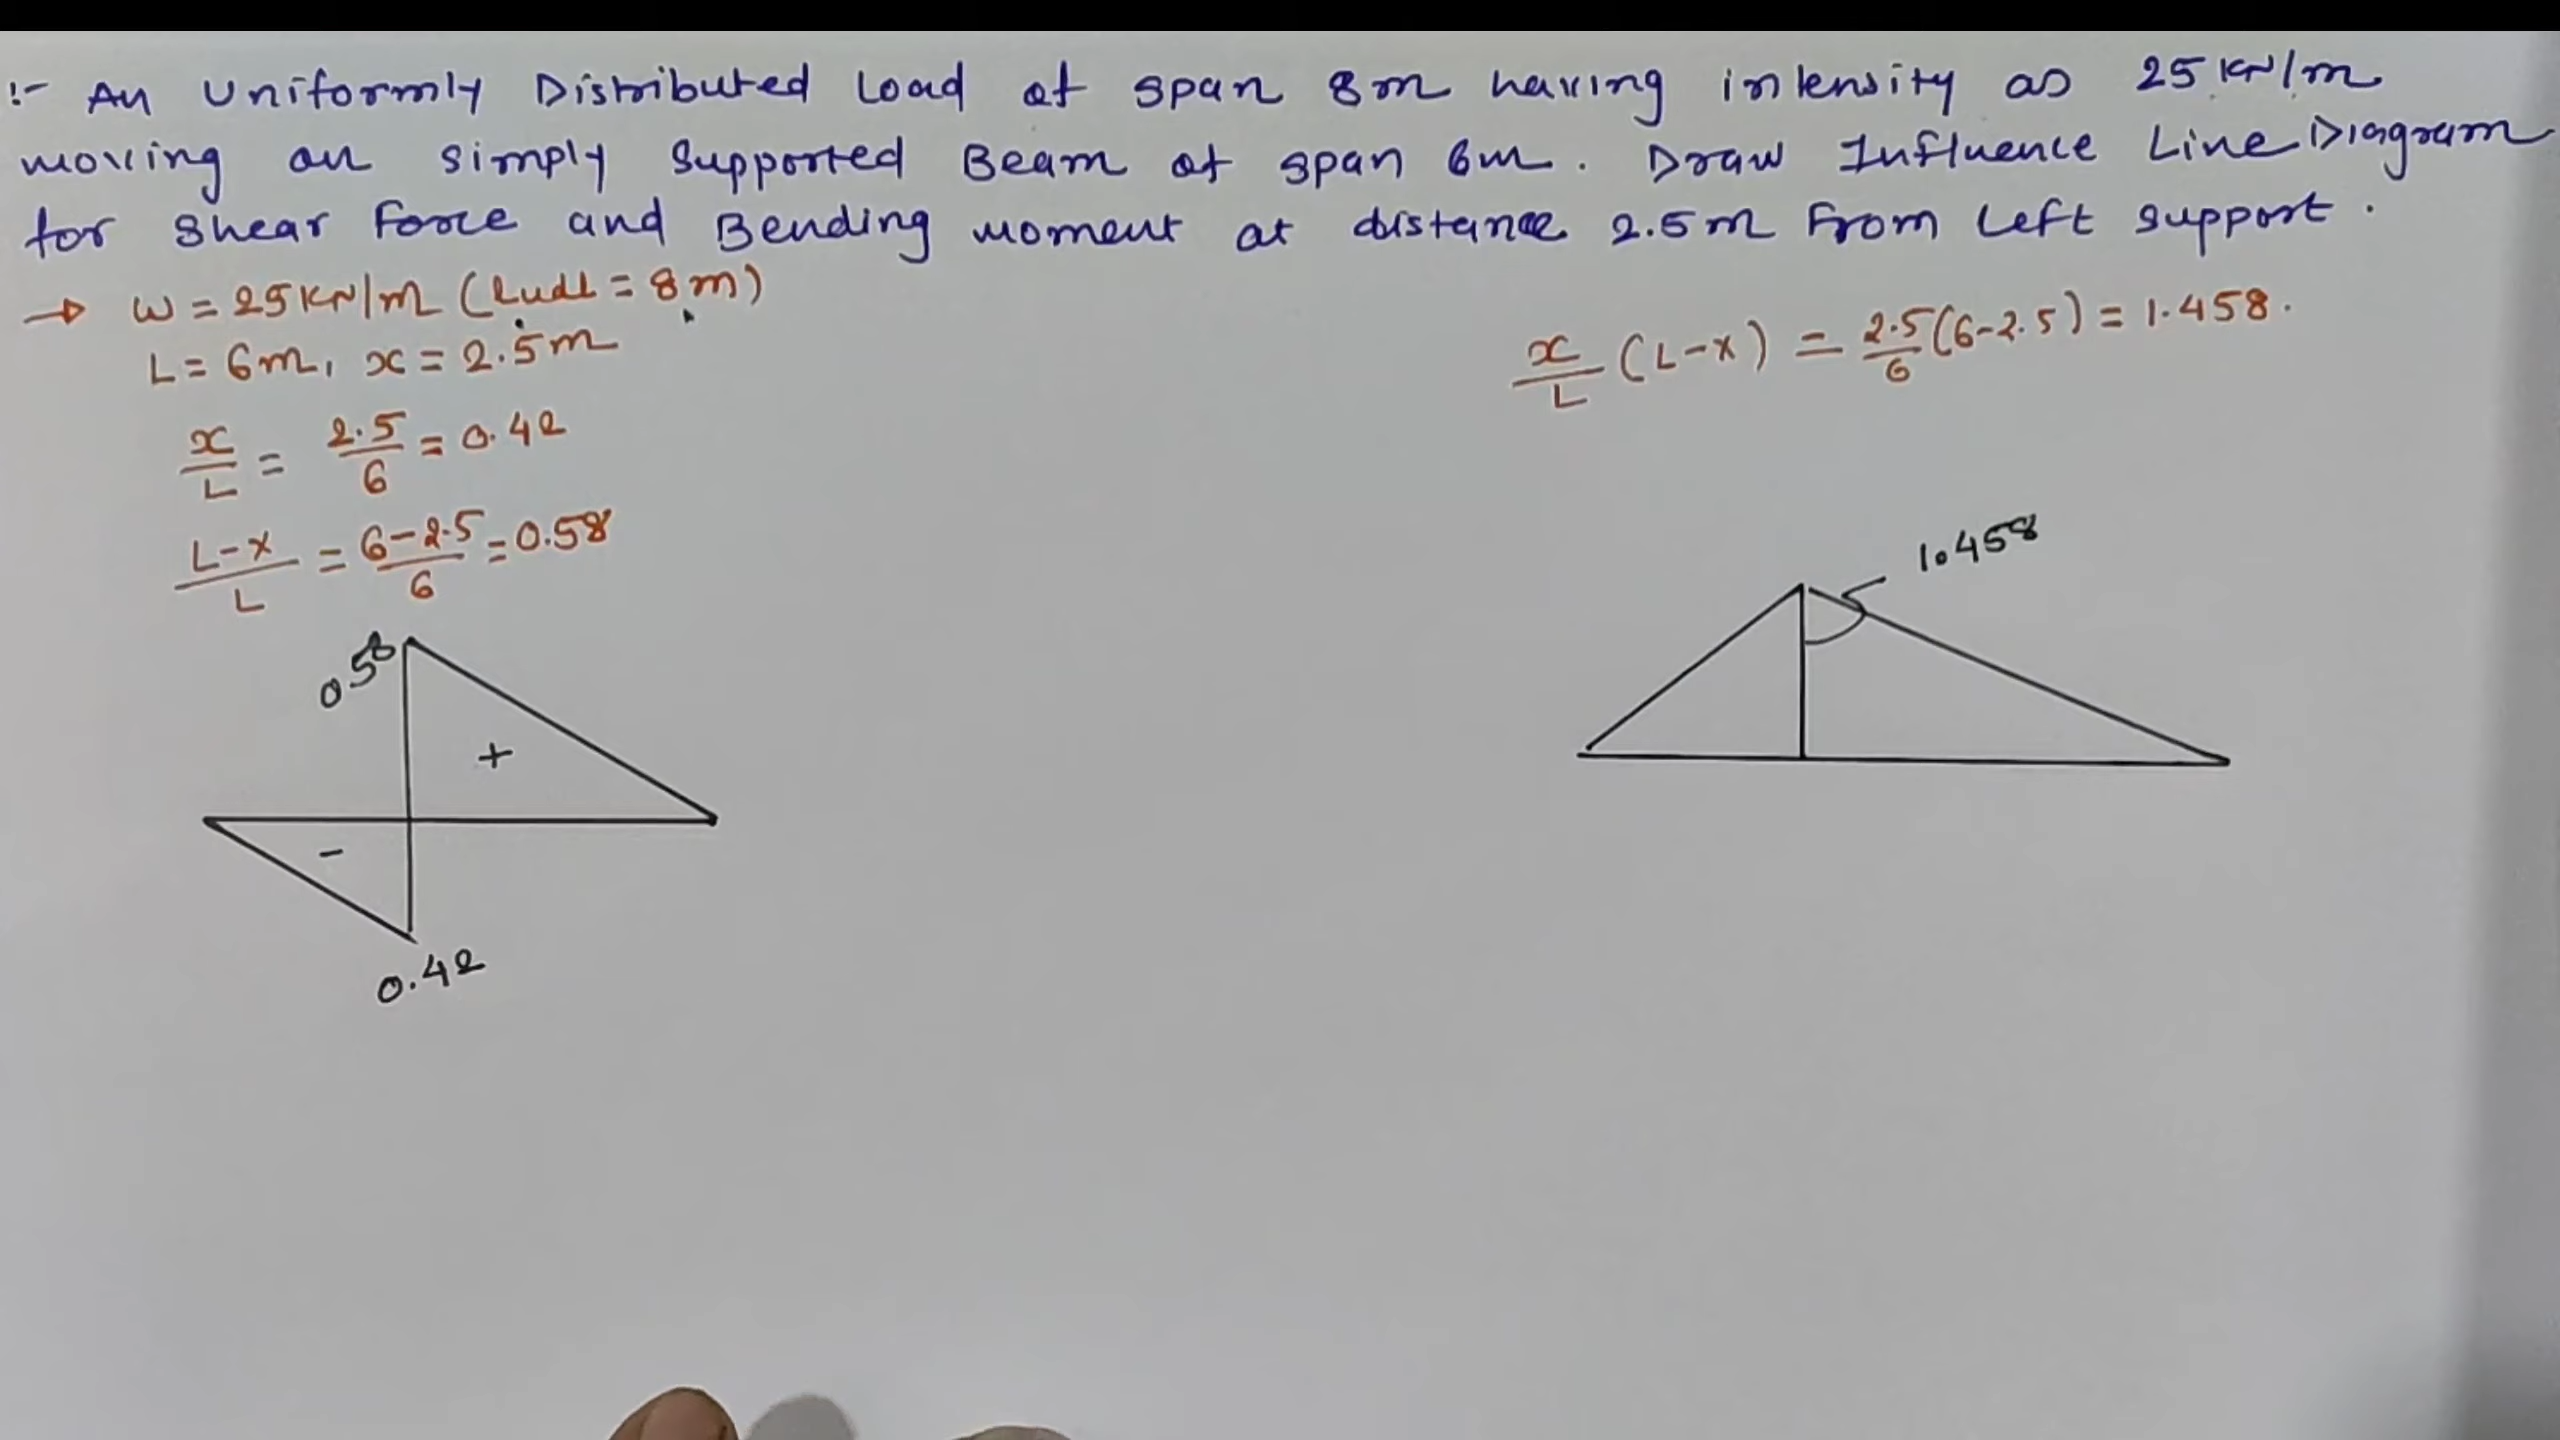 :- An Uniformly Distributed Load of span 8m having intensity as 25 KN/m
moving on simply supported Beam of span 6m. Draw Influence Line Diagram
for shear Force and Bending moment at distance 2.5m From Left support.
→ W = 25KN/m (Ludl = 8m)
L = 6m, x = 2.5m
x/L = 2.5/6 = 0.42
L-x/L = 6-2.5/6 = 0.58
x/L (L-x) = 2.5/6 (6-2.5) = 1.458.
0.58
+
-
0.42
1.458